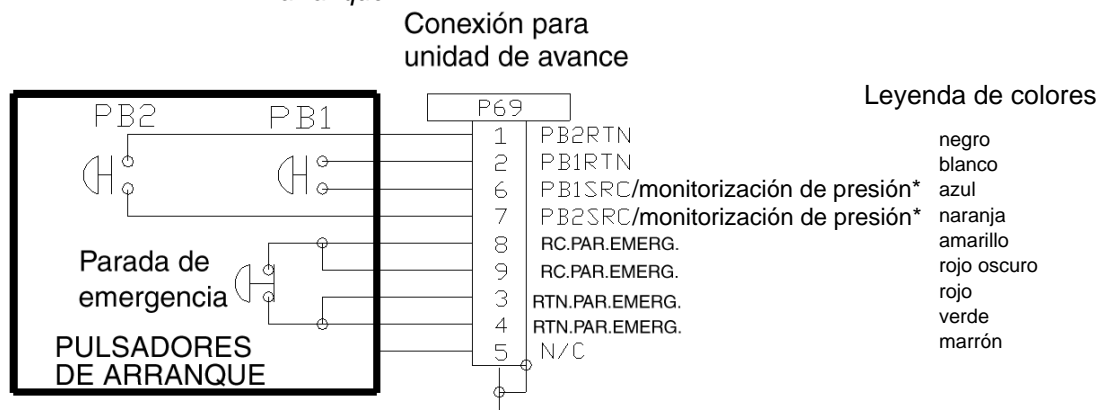 Conexión para
unidad de avance
P69
Leyenda de colores
PB2 PB1
1 PB2RTN negro
2 PB1RTN blanco
6 PB1SRC/monitorización de presión* azul
7 PB2SRC/monitorización de presión* naranja
8 RC.PAR.EMERG. amarillo
9 RC.PAR.EMERG. rojo oscuro
3 RTN.PAR.EMERG. rojo
4 RTN.PAR.EMERG. verde
5 N/C marrón
Parada de
emergencia
PULSADORES
DE ARRANQUE